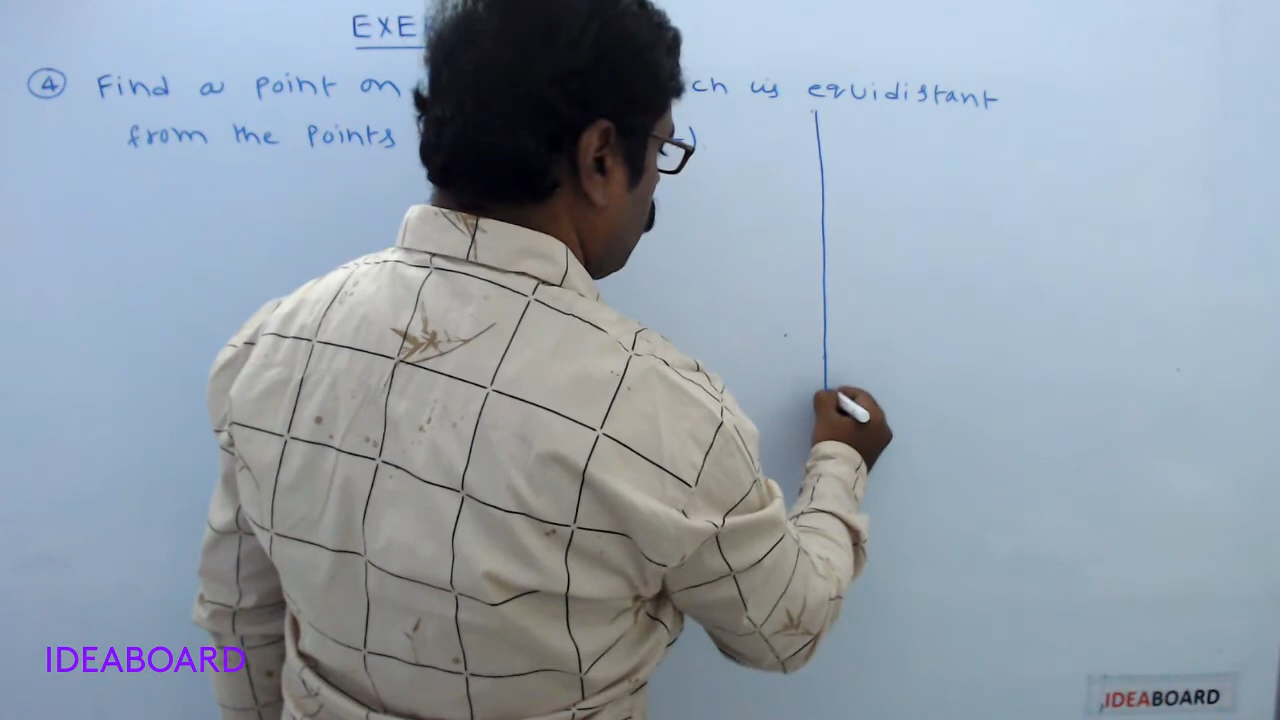 EXE
④ Find a point on ch is equidistant
from the points )
IDEABOARD
IDEABOARD